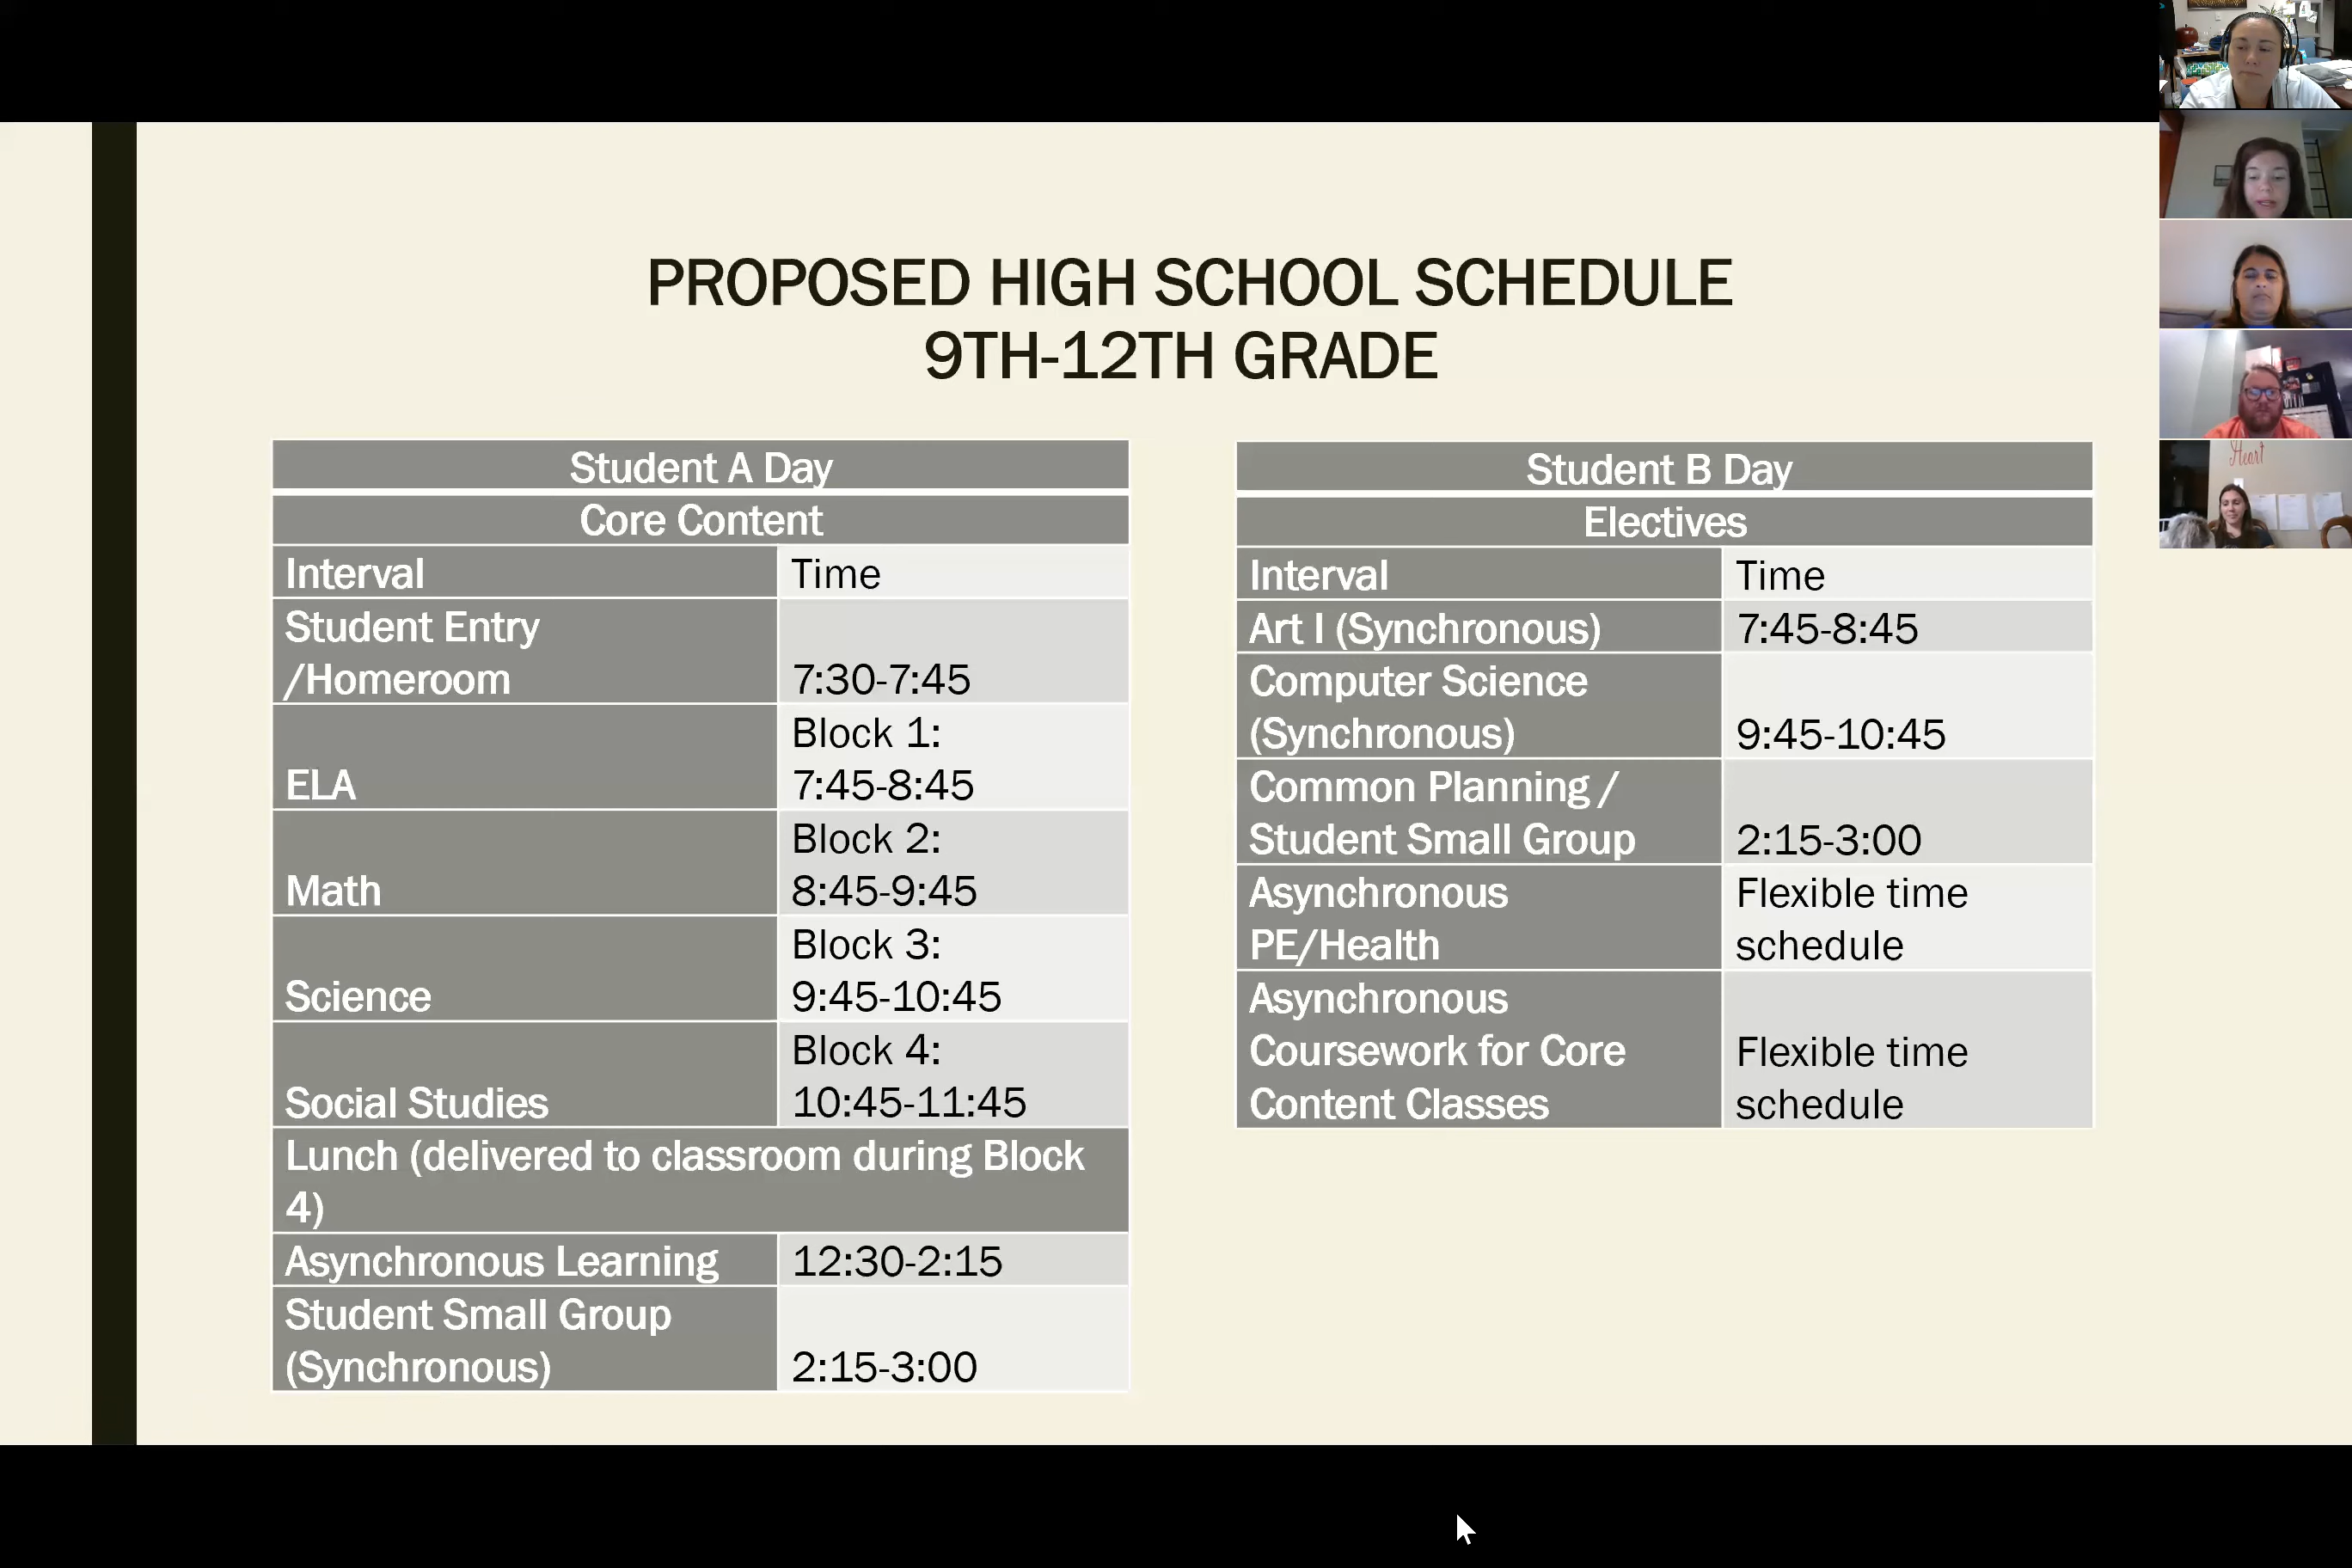 PROPOSED HIGH SCHOOL SCHEDULE
9TH-12TH GRADE
Student A Day
Core Content
Interval Time
Student Entry
/Homeroom 7:30-7:45
Block 1:
ELA 7:45-8:45
Block 2:
Math 8:45-9:45
Block 3:
Science 9:45-10:45
Block 4:
Social Studies 10:45-11:45
Lunch (delivered to classroom during Block
4)
Asynchronous Learning 12:30-2:15
Student Small Group
(Synchronous) 2:15-3:00
Student B Day
Electives
Interval Time
Art I (Synchronous) 7:45-8:45
Computer Science
(Synchronous) 9:45-10:45
Common Planning /
Student Small Group 2:15-3:00
Asynchronous Flexible time
PE/Health schedule
Asynchronous
Coursework for Core Flexible time
Content Classes schedule
Heart